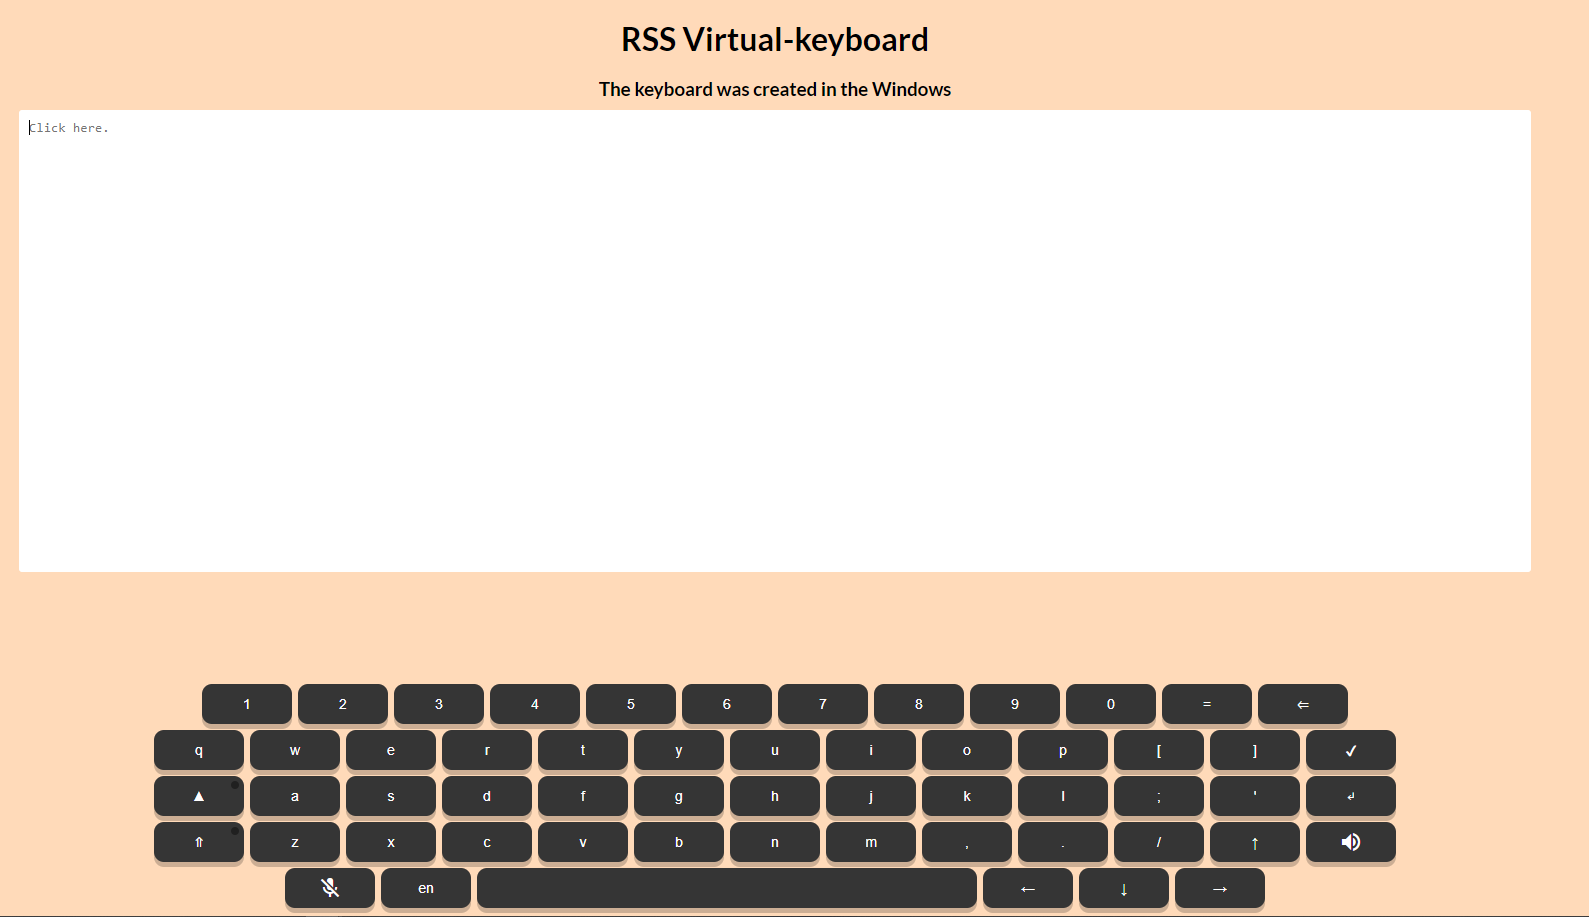 RSS Virtual-keyboard
The keyboard was created in the Windows
Click here.
1 2 3 4 5 6 7 8 9 0 = ⇐
q w e r t y u i o p [ ] ✓
▲ a s d f g h j k l ; ' ↲
⇑ z x c v b n m , . / ↑
en ← ↓ →